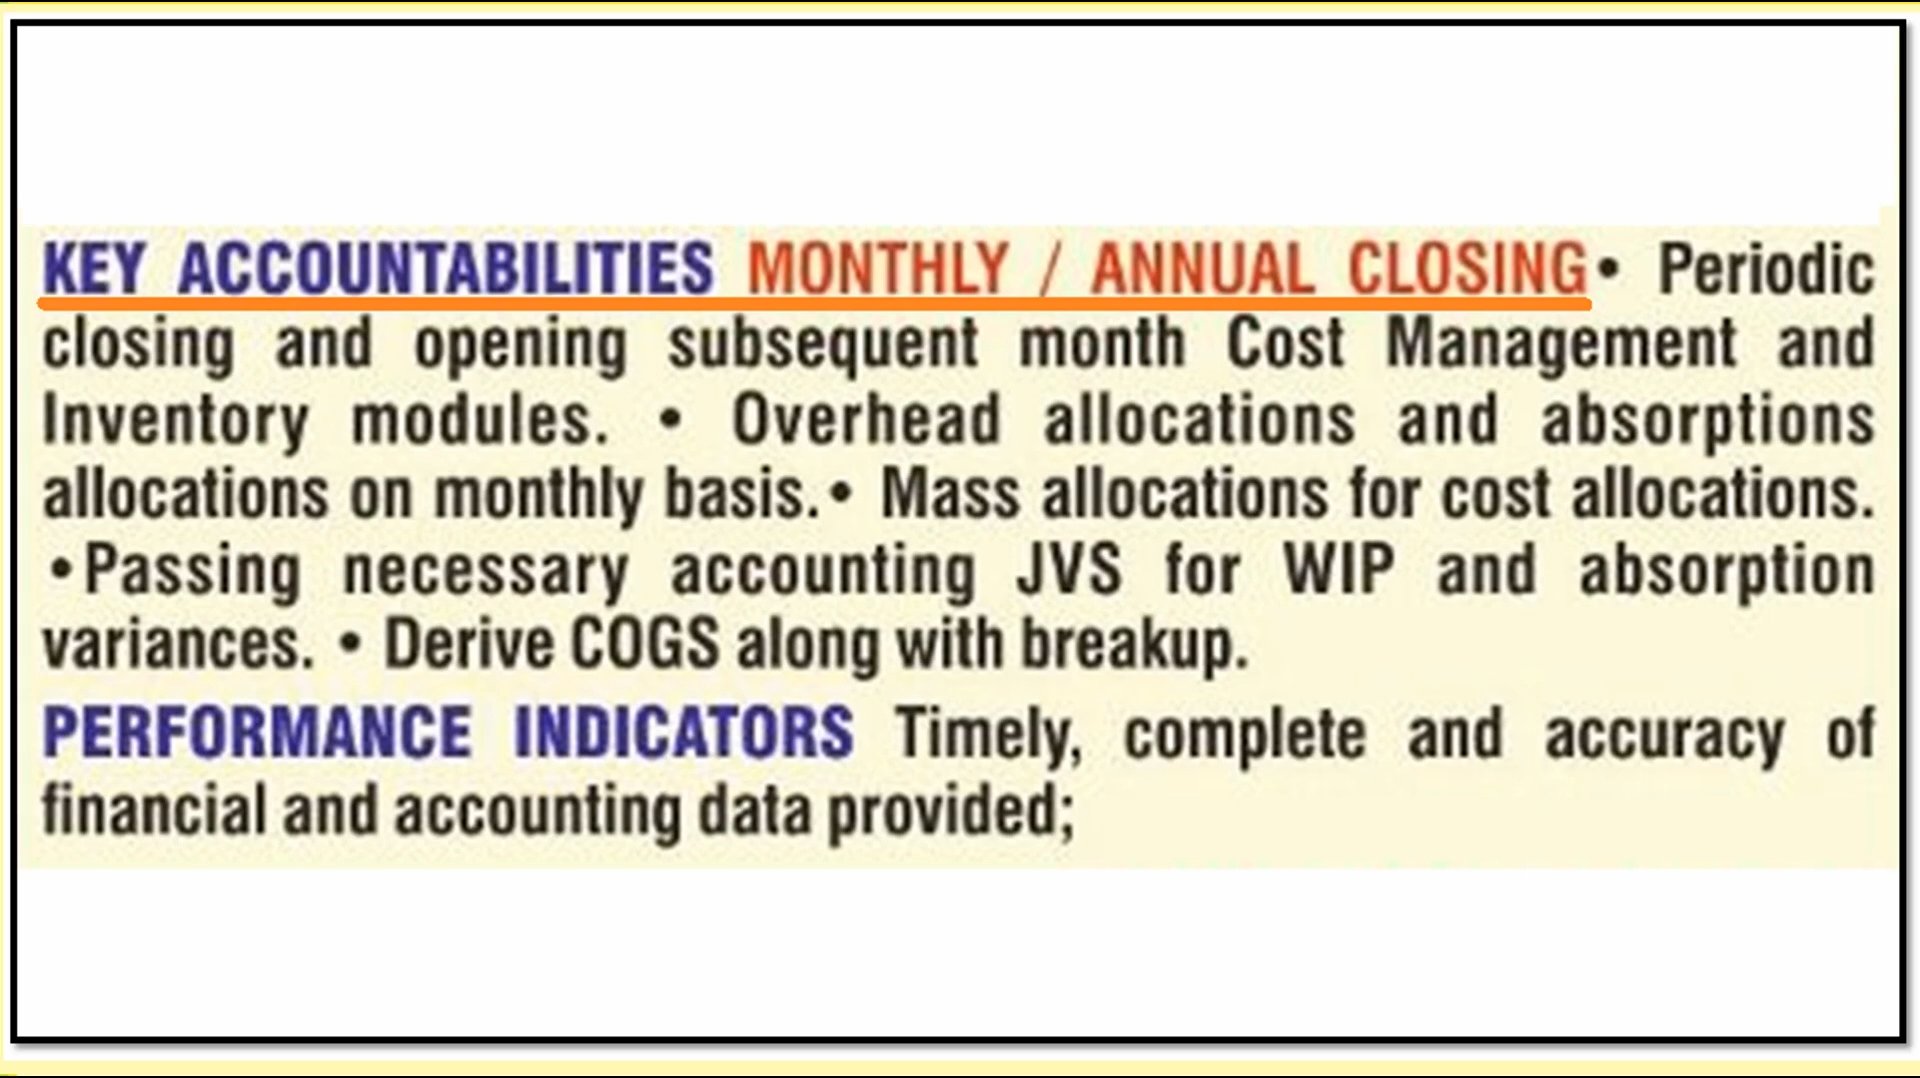 KEY ACCOUNTABILITIES MONTHLY / ANNUAL CLOSING• Periodic
closing and opening subsequent month Cost Management and
Inventory modules. • Overhead allocations and absorptions
allocations on monthly basis.• Mass allocations for cost allocations.
•Passing necessary accounting JVS for WIP and absorption
variances. • Derive COGS along with breakup.
PERFORMANCE INDICATORS Timely, complete and accuracy of
financial and accounting data provided;